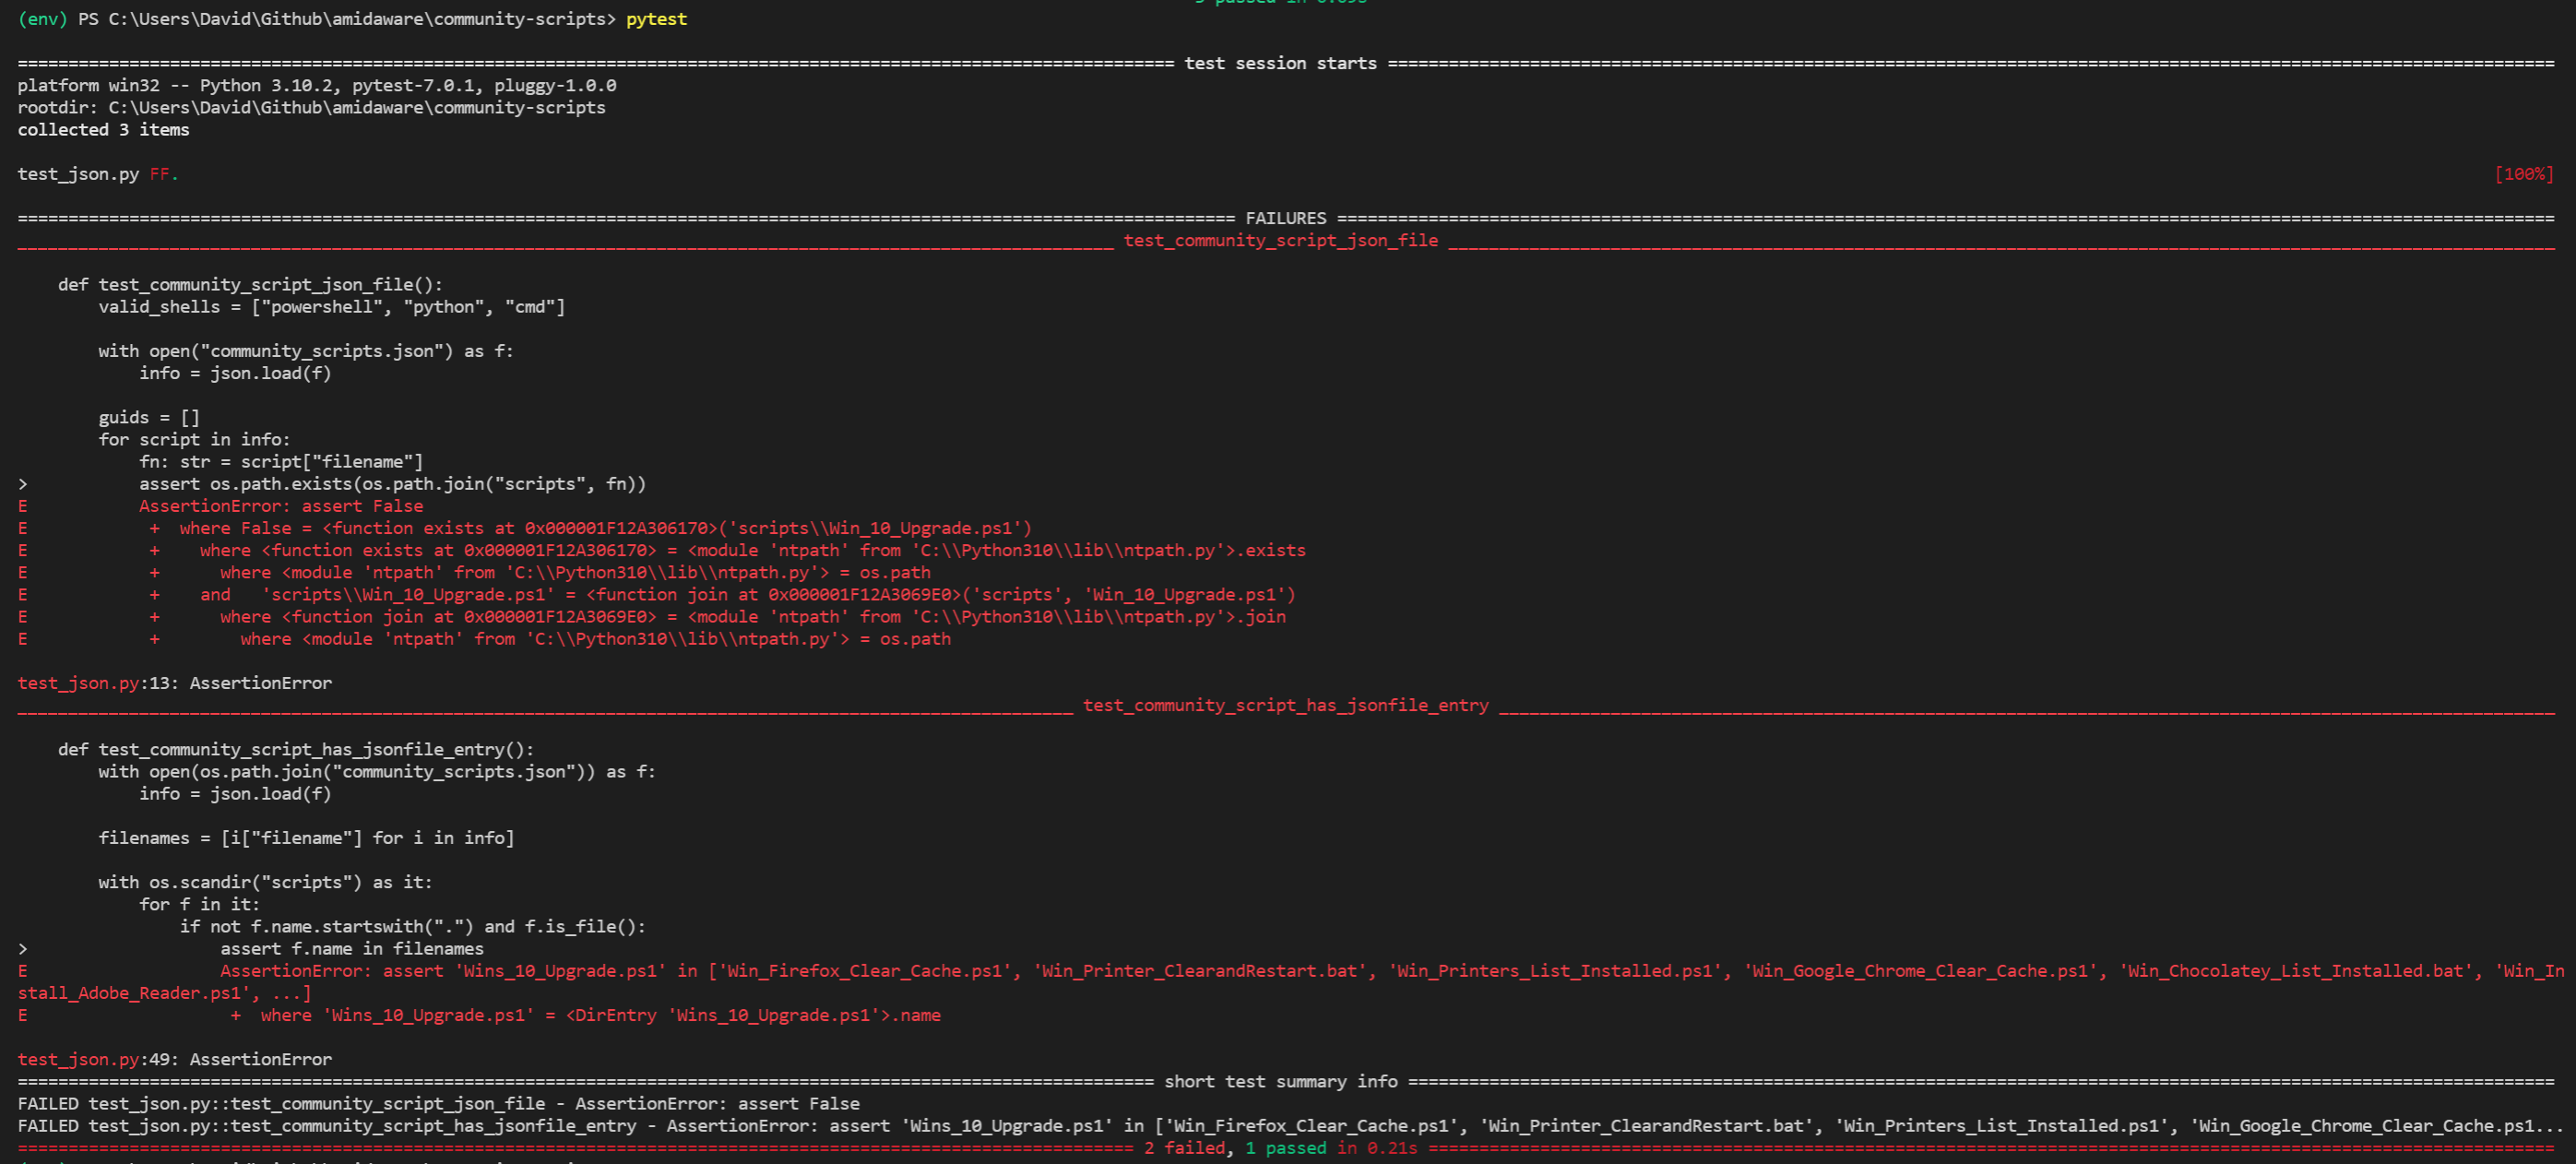 (env) PS C:\Users\David\Github\amidaware\community-scripts> pytest
==================== test session starts ====================
platform win32 -- Python 3.10.2, pytest-7.0.1, pluggy-1.0.0
rootdir: C:\Users\David\Github\amidaware\community-scripts
collected 3 items
test_json.py FF. [100%]
==================== FAILURES ====================
____________________ test_community_script_json_file ____________________
    def test_community_script_json_file():
        valid_shells = ["powershell", "python", "cmd"]
        with open("community_scripts.json") as f:
            info = json.load(f)
        guids = []
        for script in info:
            fn: str = script["filename"]
>           assert os.path.exists(os.path.join("scripts", fn))
E           AssertionError: assert False
E            +  where False = <function exists at 0x000001F12A306170>('scripts\\Win_10_Upgrade.ps1')
E            +    where <function exists at 0x000001F12A306170> = <module 'ntpath' from 'C:\\Python310\\lib\\ntpath.py'>.exists
E            +      where <module 'ntpath' from 'C:\\Python310\\lib\\ntpath.py'> = os.path
E            +    and   'scripts\\Win_10_Upgrade.ps1' = <function join at 0x000001F12A3069E0>('scripts', 'Win_10_Upgrade.ps1')
E            +      where <function join at 0x000001F12A3069E0> = <module 'ntpath' from 'C:\\Python310\\lib\\ntpath.py'>.join
E            +        where <module 'ntpath' from 'C:\\Python310\\lib\\ntpath.py'> = os.path
test_json.py:13: AssertionError
____________________ test_community_script_has_jsonfile_entry ____________________
    def test_community_script_has_jsonfile_entry():
        with open(os.path.join("community_scripts.json")) as f:
            info = json.load(f)
        filenames = [i["filename"] for i in info]
        with os.scandir("scripts") as it:
            for f in it:
                if not f.name.startswith(".") and f.is_file():
>                   assert f.name in filenames
E                   AssertionError: assert 'Wins_10_Upgrade.ps1' in ['Win_Firefox_Clear_Cache.ps1', 'Win_Printer_ClearandRestart.bat', 'Win_Printers_List_Installed.ps1', 'Win_Google_Chrome_Clear_Cache.ps1', 'Win_Chocolatey_List_Installed.bat', 'Win_In
stall_Adobe_Reader.ps1', ...]
E                    +  where 'Wins_10_Upgrade.ps1' = <DirEntry 'Wins_10_Upgrade.ps1'>.name
test_json.py:49: AssertionError
==================== short test summary info ====================
FAILED test_json.py::test_community_script_json_file - AssertionError: assert False
FAILED test_json.py::test_community_script_has_jsonfile_entry - AssertionError: assert 'Wins_10_Upgrade.ps1' in ['Win_Firefox_Clear_Cache.ps1', 'Win_Printer_ClearandRestart.bat', 'Win_Printers_List_Installed.ps1', 'Win_Google_Chrome_Clear_Cache.ps1...
==================== 2 failed, 1 passed in 0.21s ====================